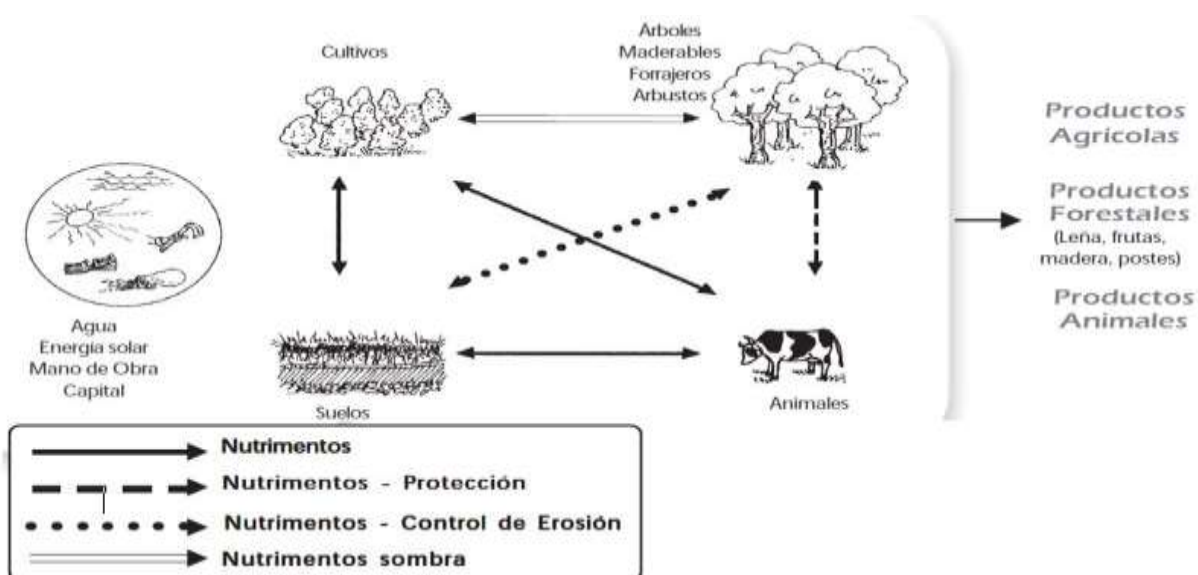 Cultivos
Árboles
Maderables
Forrajeros
Arbustos
Agua
Energía solar
Mano de Obra
Capital
Suelos
Animales
Productos
Agrícolas
Productos
Forestales
(Leña, frutas,
madera, postes)
Productos
Animales
Nutrimentos
Nutrimentos - Protección
Nutrimentos - Control de Erosión
Nutrimentos sombra